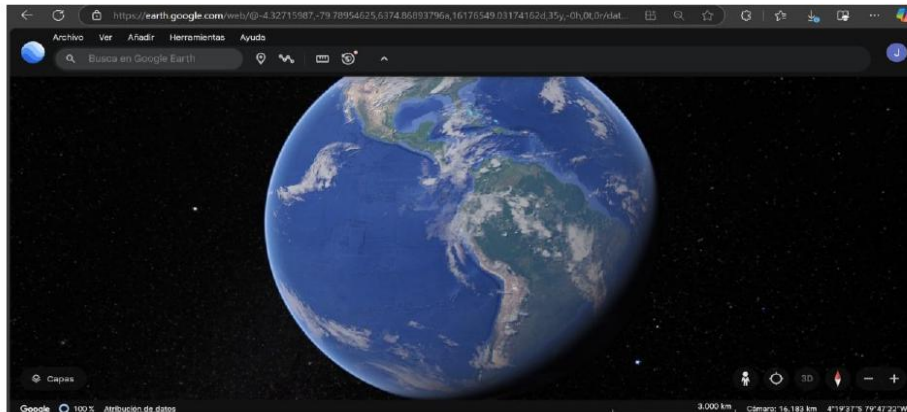 https://earth.google.com/web/@-4.32715987,-79.78954625,6374.86893796a,16176549.03174162d,35y,-0h,0t,0r/dat...
Archivo Ver Añadir Herramientas Ayuda
Busca en Google Earth
J
Capas
3D
Google 100 % Atribución de datos 3.000 km Cámara: 16.183 km 4°19'37"S 79°47'22"W